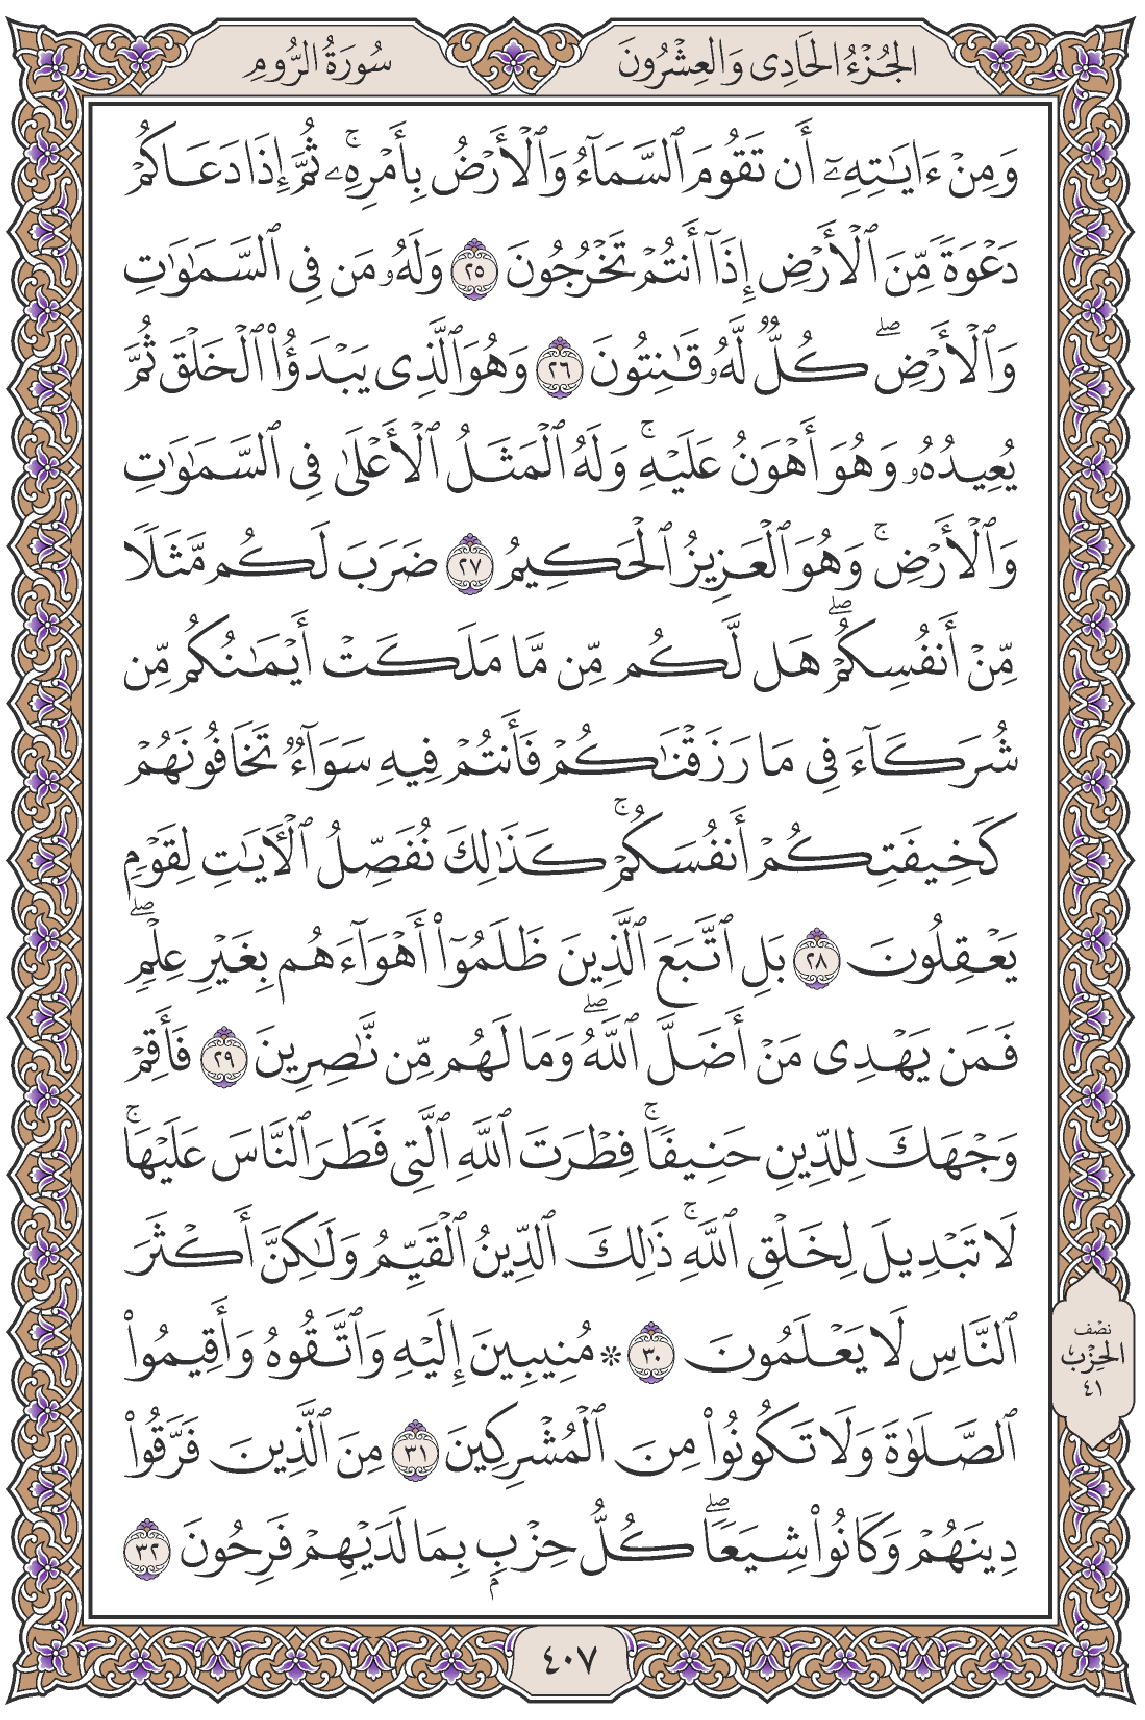 الجُزْءُ الحَادِي وَالعِشْرُونَ
سُورَةُ الرُّومِ
وَمِنْ ءَايَٰتِهِۦٓ أَن تَقُومَ ٱلسَّمَآءُ وَٱلْأَرْضُ بِأَمْرِهِۦۚ ثُمَّ إِذَا دَعَاكُمْ
دَعْوَةً مِّنَ ٱلْأَرْضِ إِذَآ أَنتُمْ تَخْرُجُونَ ٢٥ وَلَهُۥ مَن فِى ٱلسَّمَٰوَٰتِ
وَٱلْأَرْضِۖ كُلٌّ لَّهُۥ قَٰنِتُونَ ٢٦ وَهُوَ ٱلَّذِى يَبْدَؤُا۟ ٱلْخَلْقَ ثُمَّ
يُعِيدُهُۥ وَهُوَ أَهْوَنُ عَلَيْهِۚ وَلَهُ ٱلْمَثَلُ ٱلْأَعْلَىٰ فِى ٱلسَّمَٰوَٰتِ
وَٱلْأَرْضِۚ وَهُوَ ٱلْعَزِيزُ ٱلْحَكِيمُ ٢٧ ضَرَبَ لَكُم مَّثَلًا
مِّنْ أَنفُسِكُمْۖ هَل لَّكُم مِّن مَّا مَلَكَتْ أَيْمَٰنُكُم مِّن
شُرَكَآءَ فِى مَا رَزَقْنَٰكُمْ فَأَنتُمْ فِيهِ سَوَآءٌ تَخَافُونَهُمْ
كَخِيفَتِكُمْ أَنفُسَكُمْۚ كَذَٰلِكَ نُفَصِّلُ ٱلْءَايَٰتِ لِقَوْمٍ
يَعْقِلُونَ ٢٨ بَلِ ٱتَّبَعَ ٱلَّذِينَ ظَلَمُوٓا۟ أَهْوَآءَهُم بِغَيْرِ عِلْمٍۖ
فَمَن يَهْدِى مَنْ أَضَلَّ ٱللَّهُۖ وَمَا لَهُم مِّن نَّٰصِرِينَ ٢٩ فَأَقِمْ
وَجْهَكَ لِلدِّينِ حَنِيفًاۚ فِطْرَتَ ٱللَّهِ ٱلَّتِى فَطَرَ ٱلنَّاسَ عَلَيْهَاۚ
لَا تَبْدِيلَ لِخَلْقِ ٱللَّهِۚ ذَٰلِكَ ٱلدِّينُ ٱلْقَيِّمُ وَلَٰكِنَّ أَكْثَرَ
ٱلنَّاسِ لَا يَعْلَمُونَ ٣٠ ۞ مُنِيبِينَ إِلَيْهِ وَٱتَّقُوهُ وَأَقِيمُوا۟
ٱلصَّلَوٰةَ وَلَا تَكُونُوا۟ مِنَ ٱلْمُشْرِكِينَ ٣١ مِنَ ٱلَّذِينَ فَرَّقُوا۟
دِينَهُمْ وَكَانُوا۟ شِيَعًاۖ كُلُّ حِزْبٍۭ بِمَا لَدَيْهِمْ فَرِحُونَ ٣٢
نصْف
الحِزْب
٤١
٤٠٧